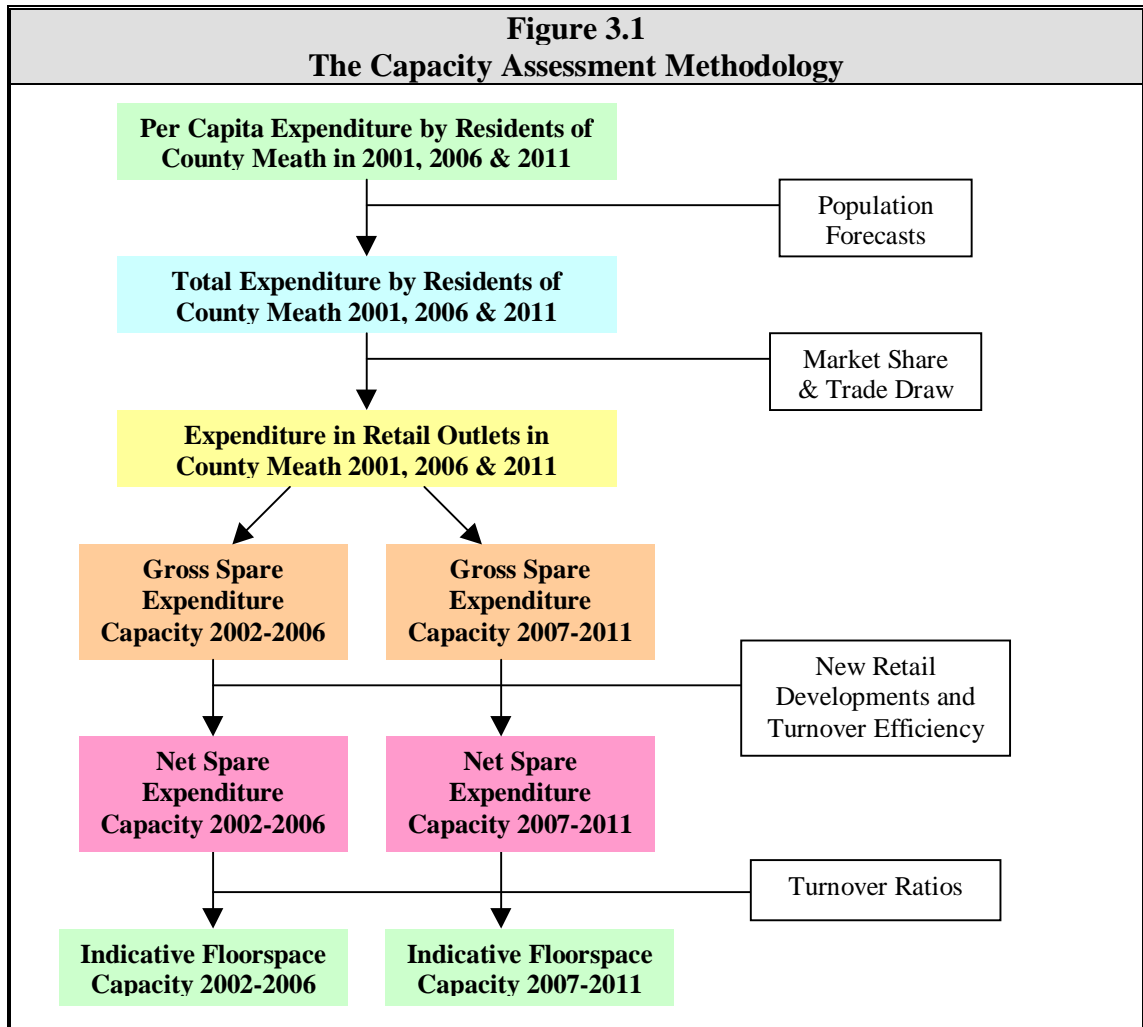 Figure 3.1
The Capacity Assessment Methodology
Per Capita Expenditure by Residents of
County Meath in 2001, 2006 & 2011
Population
Forecasts
Total Expenditure by Residents of
County Meath 2001, 2006 & 2011
Market Share
& Trade Draw
Expenditure in Retail Outlets in
County Meath 2001, 2006 & 2011
Gross Spare
Expenditure
Capacity 2002-2006
Gross Spare
Expenditure
Capacity 2007-2011
New Retail
Developments and
Turnover Efficiency
Net Spare
Expenditure
Capacity 2002-2006
Net Spare
Expenditure
Capacity 2007-2011
Turnover Ratios
Indicative Floorspace
Capacity 2002-2006
Indicative Floorspace
Capacity 2007-2011